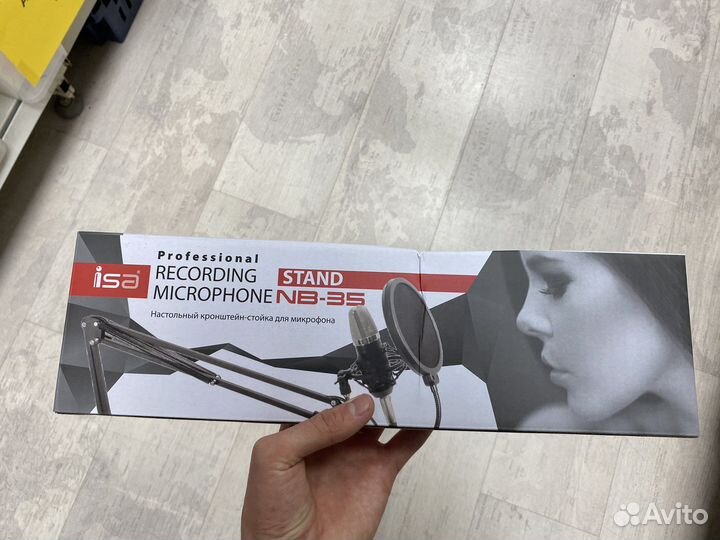 isa
Professional
RECORDING STAND
MICROPHONE NB-35
Настольный кронштейн-стойка для микрофона
Avito